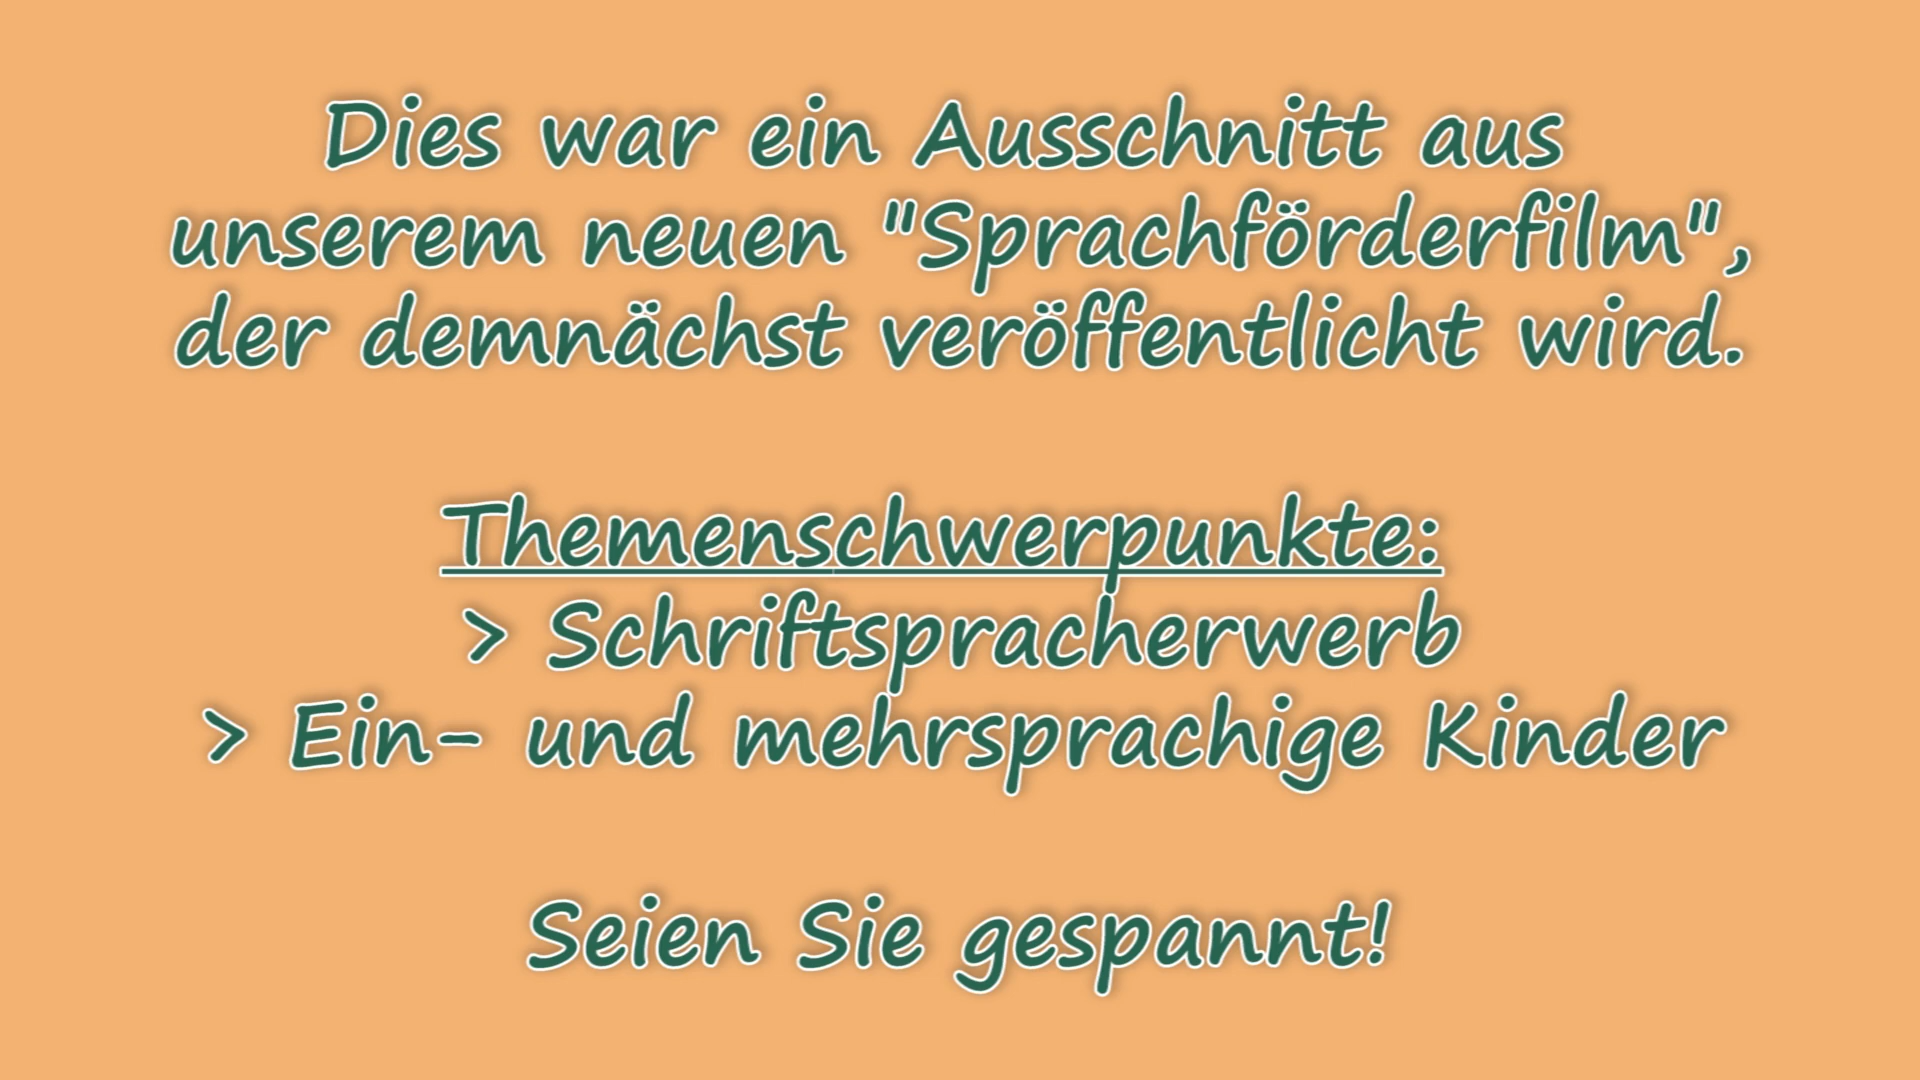 Dies war ein Ausschnitt aus
unserem neuen "Sprachförderfilm",
der demnächst veröffentlicht wird.
Themenschwerpunkte:
> Schriftspracherwerb
> Ein- und mehrsprachige Kinder
Seien Sie gespannt!